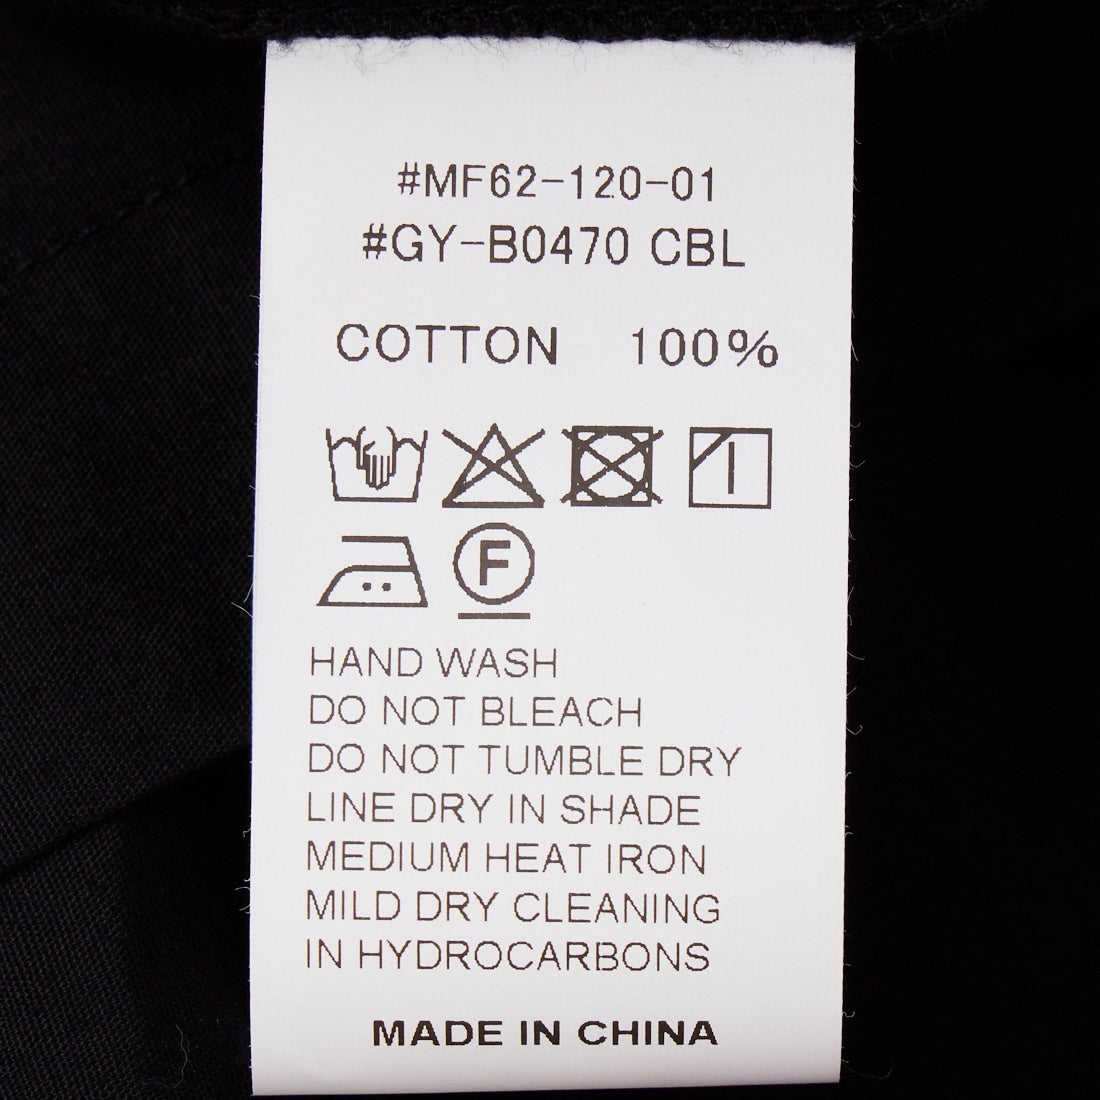 #MF62-120-01
#GY-B0470 CBL
COTTON 100%
F
HAND WASH
DO NOT BLEACH
DO NOT TUMBLE DRY
LINE DRY IN SHADE
MEDIUM HEAT IRON
MILD DRY CLEANING
IN HYDROCARBONS
MADE IN CHINA